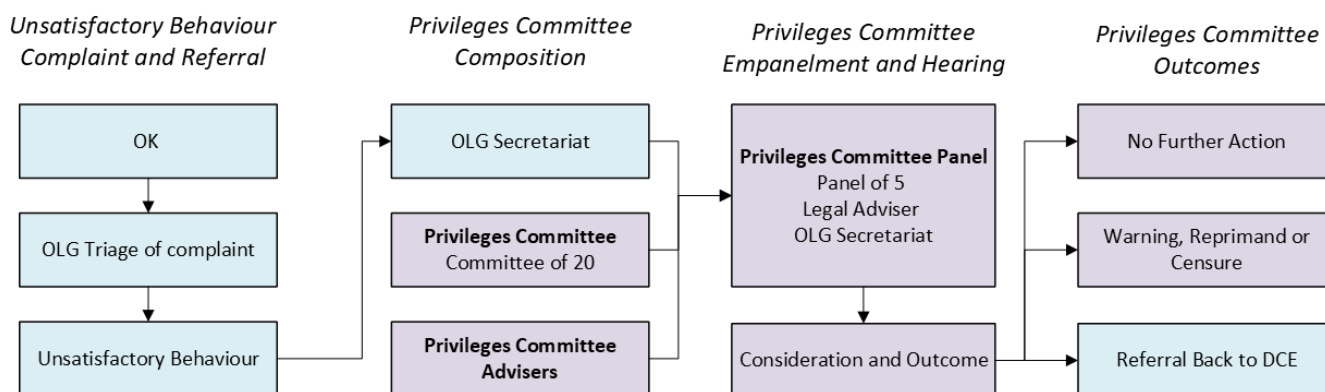 Unsatisfactory Behaviour
Complaint and Referral
OK
OLG Triage of complaint
Unsatisfactory Behaviour
Privileges Committee
Composition
OLG Secretariat
Privileges Committee
Committee of 20
Privileges Committee
Advisers
Privileges Committee
Empanelment and Hearing
Privileges Committee Panel
Panel of 5
Legal Adviser
OLG Secretariat
Consideration and Outcome
Privileges Committee
Outcomes
No Further Action
Warning, Reprimand or
Censure
Referral Back to DCE